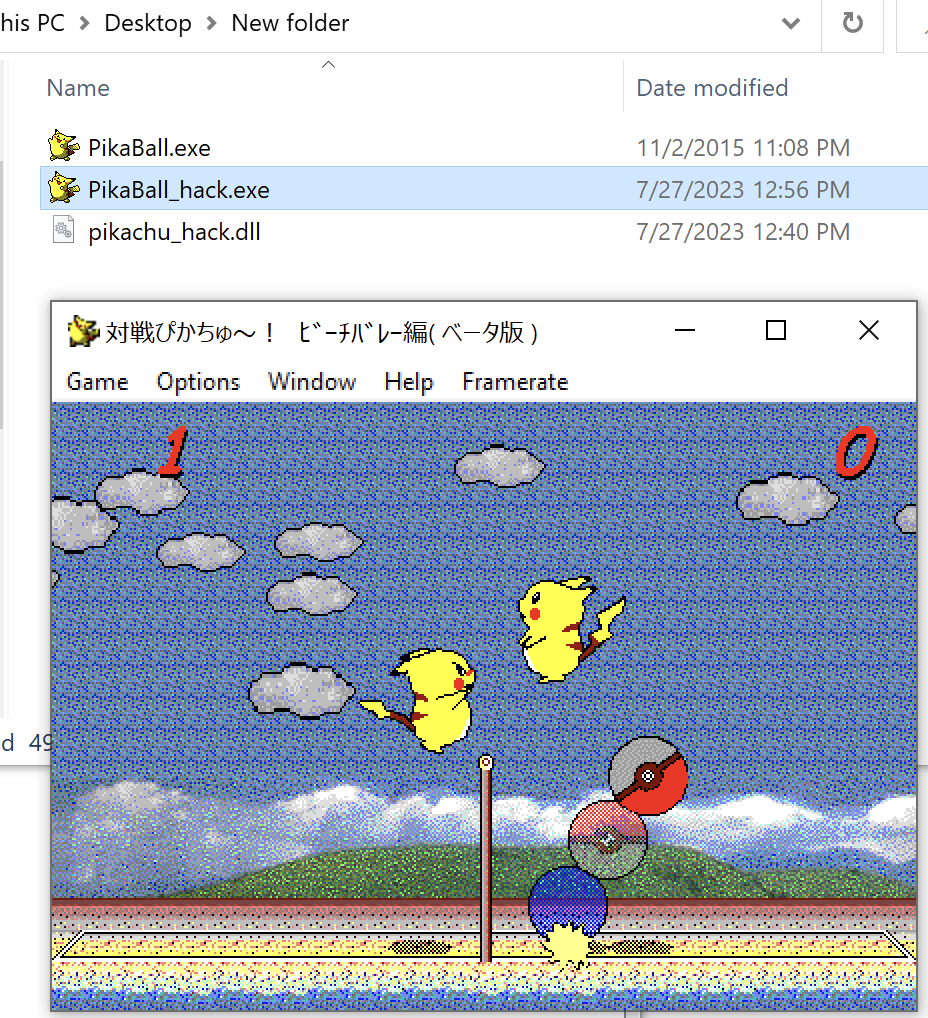 his PC > Desktop > New folder
Name Date modified
PikaBall.exe 11/2/2015 11:08 PM
PikaBall_hack.exe 7/27/2023 12:56 PM
pikachu_hack.dll 7/27/2023 12:40 PM
対戦ぴかちゅ～！ ﾋﾞｰﾁﾊﾞﾚｰ編(ベータ版)
Game Options Window Help Framerate
1 0
d 49